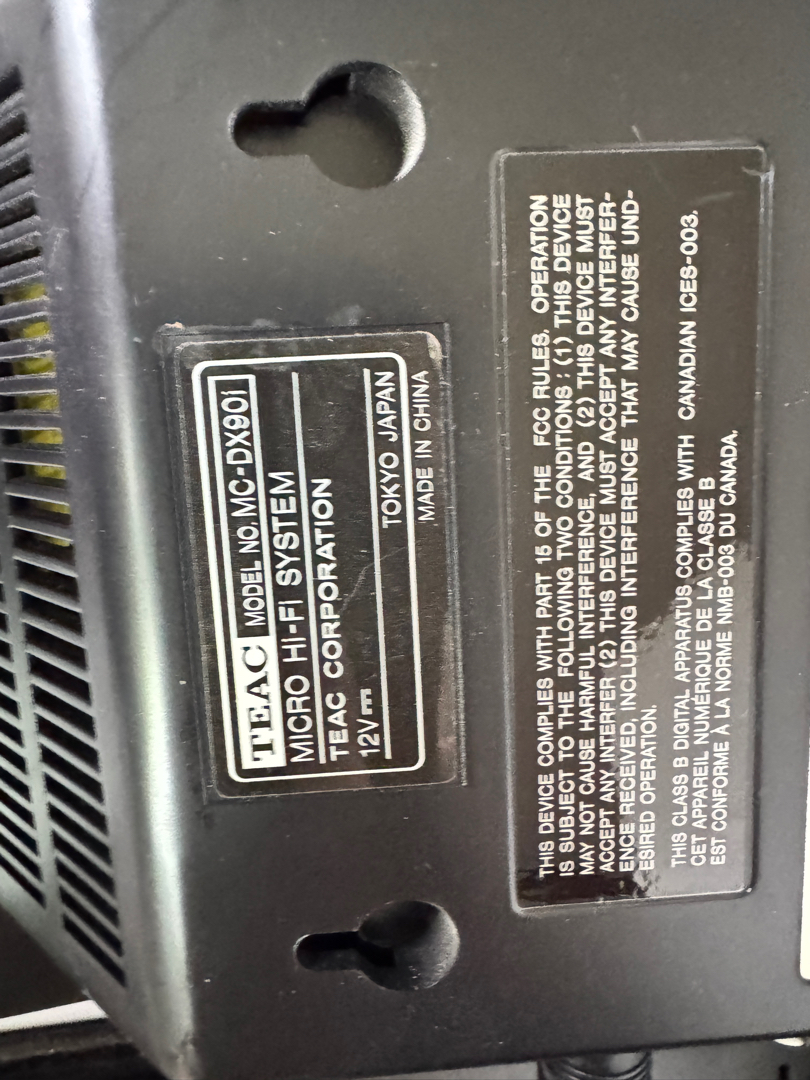 TEAC MODEL NO. MC-DX90i
MICRO HI-FI SYSTEM
TEAC CORPORATION
12V
TOKYO JAPAN
MADE IN CHINA
THIS DEVICE COMPLIES WITH PART 15 OF THE FCC RULES. OPERATION
IS SUBJECT TO THE FOLLOWING TWO CONDITIONS : (1) THIS DEVICE
MAY NOT CAUSE HARMFUL INTERFERENCE, AND (2) THIS DEVICE MUST
ACCEPT ANY INTERFER (2) THIS DEVICE MUST ACCEPT ANY INTERFER-
ENCE RECEIVED, INCLUDING INTERFERENCE THAT MAY CAUSE UND-
ESIRED OPERATION.
THIS CLASS B DIGITAL APPARATUS COMPLIES WITH CANADIAN ICES-003.
CET APPAREIL NUMÉRIQUE DE LA CLASSE B
EST CONFORME À LA NORME NMB-003 DU CANADA.